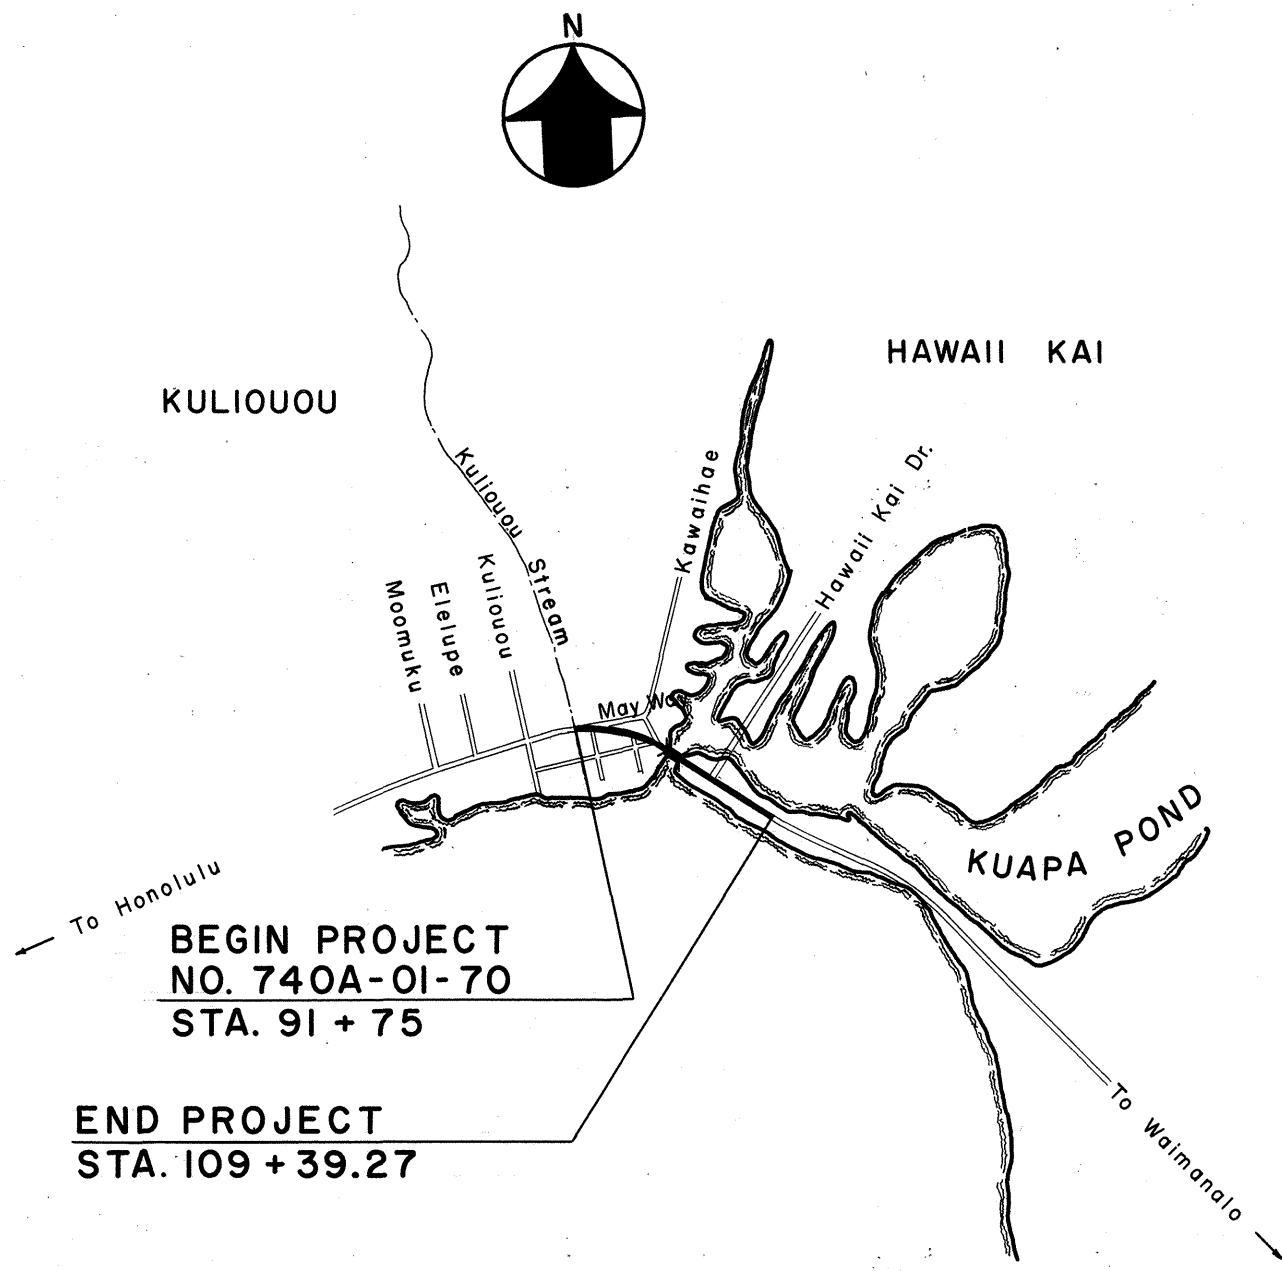 N
HAWAII KAI
KULIOUOU
Kuliouou Stream
Kawaihae
Hawaii Kai Dr.
Moomuku
Elelupe
Kuliouou
May Way
KUAPA POND
To Honolulu
BEGIN PROJECT
NO. 740A-01-70
STA. 91 + 75
END PROJECT
STA. 109 + 39.27
To Waimanalo